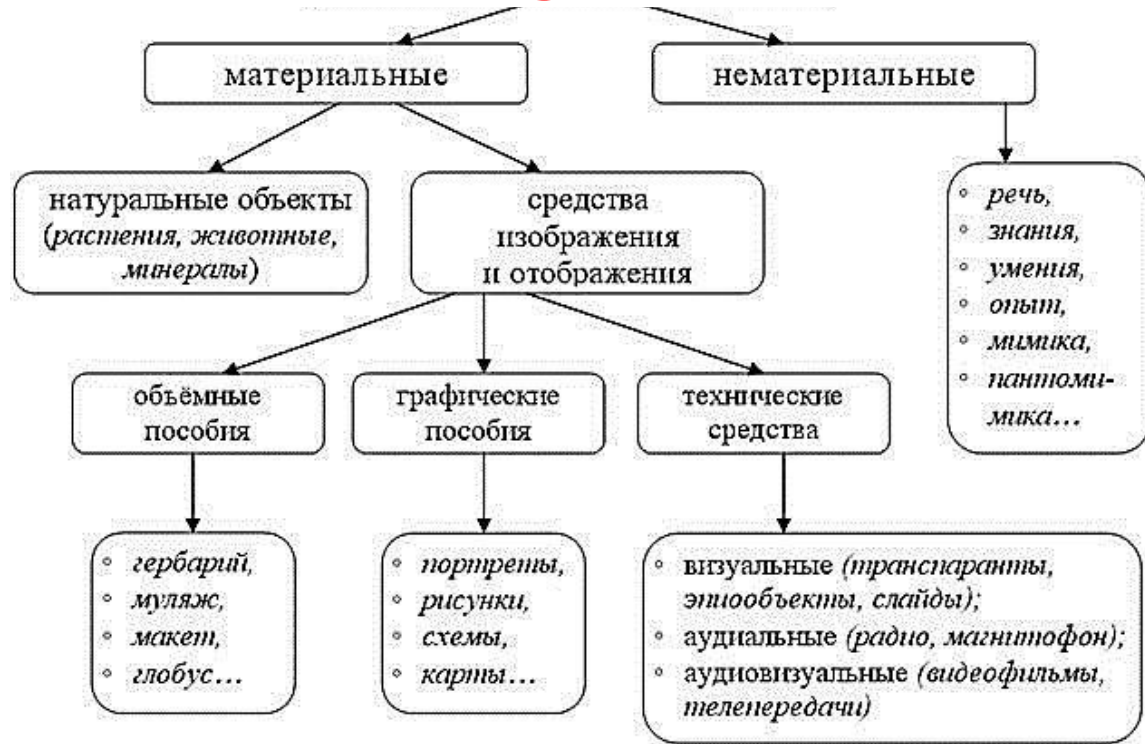 материальные
нематериальные
натуральные объекты
(растения, животные,
минералы)
средства
изображения
и отображения
◦ речь,
◦ знания,
◦ умения,
◦ опыт,
◦ мимика,
◦ пантоми-
мика...
объёмные
пособия
графические
пособия
технические
средства
◦ гербарий,
◦ муляж,
◦ макет,
◦ глобус...
◦ портреты,
◦ рисунки,
◦ схемы,
◦ карты...
◦ визуальные (транспаранты,
эпиообъекты, слайды);
◦ аудиальные (радио, магнитофон);
◦ аудиовизуальные (видеофильмы,
телепередачи)